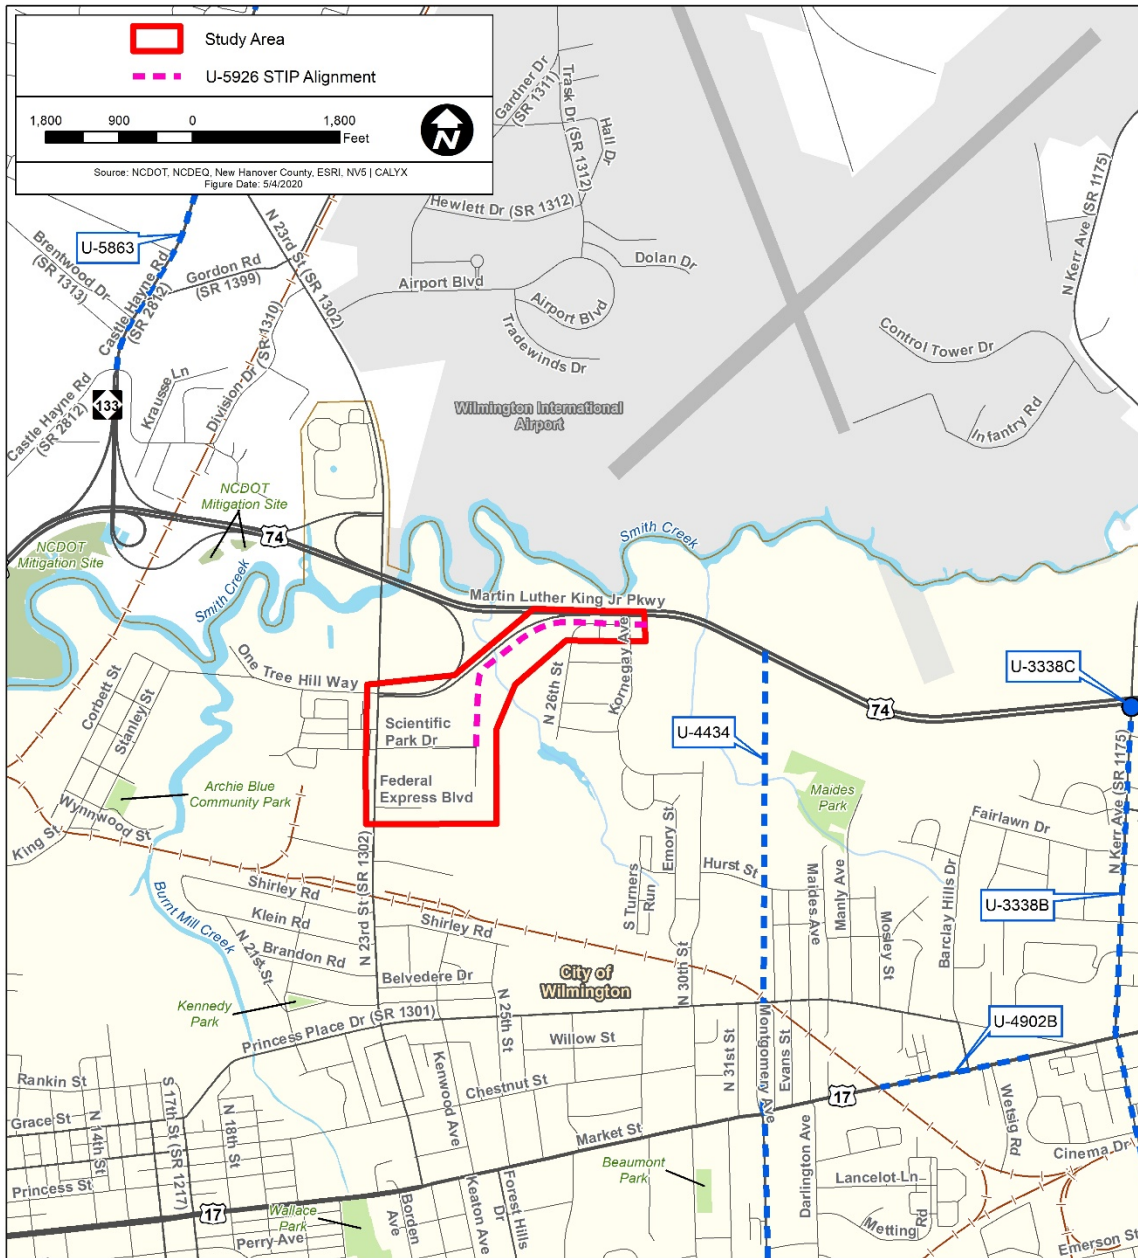 Study Area
U-5926 STIP Alignment
1,800 900 0 1,800
Feet
N
Source: NCDOT, NCDEQ, New Hanover County, ESRI, NV5 | CALYX
Figure Date: 5/4/2020
Gardner Dr
(SR 1311)
Trask Dr (SR 1312)
Hall Dr
Hewlett Dr (SR 1312)
Dolan Dr
Airport Blvd
Airport Blvd
Tradewinds Dr
N Kerr Ave (SR 1175)
Control Tower Dr
Infantry Rd
Wilmington International
Airport
U-5863
N 23rd St (SR 1302)
Brentwood Dr
(SR 1313)
Castle Hayne Rd
(SR 2812)
Gordon Rd
(SR 1399)
Division Dr (SR 1310)
Krausse Ln
Castle Hayne Rd
(SR 2812)
133
NCDOT
Mitigation Site
74
NCDOT
Mitigation Site
Smith Creek
Smith Creek
Martin Luther King Jr Pkwy
One Tree Hill Way
Corbett St
Stanley St
N 26th St
Kornegay Ave
Scientific
Park Dr
Federal
Express Blvd
U-3338C
74
U-4434
Archie Blue
Community Park
Wynnwood St
King St
Maides
Park
Fairlawn Dr
N Kerr Ave (SR 1175)
Emory St
Hurst St
S Turners
Run
Maides Ave
Manly Ave
Mosley St
Barclay Hills Dr
U-3338B
Burnt Mill Creek
Shirley Rd
Klein Rd
Brandon Rd
N 21st St
N 23rd St (SR 1302)
Shirley Rd
Belvedere Dr
City of
Wilmington
N 30th St
Kennedy
Park
Princess Place Dr (SR 1301)
N 25th St
Willow St
Chestnut St
Kenwood Ave
N 31st St
Montgomery Ave
Evans St
U-4902B
17
Wetsig Rd
Rankin St
Grace St
N 14th St
S 17th St (SR 1217)
N 18th St
Market St
Princess St
Beaumont
Park
Darlington Ave
Lancelot Ln
Cinema Dr
17
Wallace
Park
Perry Ave
Borden
Ave
Keaton Ave
Forest Hills
Dr
Metting
Rd
Emerson St